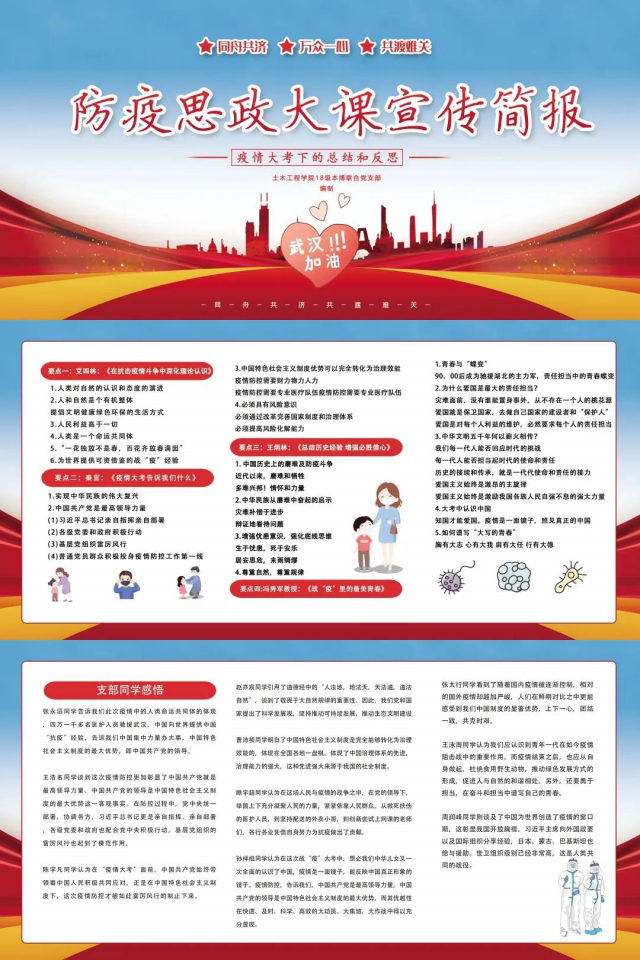 同舟共济 万众一心 共渡难关
防疫思政大课宣传简报
疫情大考下的总结和反思
土木工程学院18级本博联合党支部
编制
武汉!!!
加油
同舟共济共渡难关
要点一：艾四林：《在抗击疫情斗争中深化理论认识》
1.人类对自然的认识和态度的演进
2.人和自然是个有机整体
提倡文明健康绿色环保的生活方式
3.人民利益高于一切
4.人类是一个命运共同体
5.“一花独放不是春，百花齐放春满园”
6.为世界提供可资借鉴的战“疫”经验
要点二：秦宣：《疫情大考告诉我们什么》
1.实现中华民族的伟大复兴
2.中国共产党是最高领导力量
(1)习近平总书记亲自指挥亲自部署
(2)各级党委和政府积极行动
(3)基层党组织雷厉风行
(4)普通党员群众积极投身疫情防控工作第一线
3.中国特色社会主义制度优势可以完全转化为治理效能
疫情防控需要财力物力人力
疫情防控需要专业医疗队伍疫情防控需要专业医疗队伍
4.必须具有风险意识
必须通过改革完善国家制度和治理体系
必须提高风险化解能力
要点三：王炳林：《总结历史经验 增强必胜信心》
1.中国历史上的磨难及防疫斗争
近代以来，磨难和牺牲
多难兴邦！情怀和力量
2.中华民族从磨难中奋起的启示
灾难补偿于进步
辩证地看待问题
3.增强忧患意识，强化底线思维
生于忧患，死于安乐
居安思危，未雨绸缪
4.尊重自然，尊重规律
要点四:冯秀军教授：《战“疫”里的最美青春》
1.青春与“蝶变”
90、00后成为驰援湖北的主力军，责任担当中的青春蝶变
2.为什么爱国是最大的责任担当？
灾难面前，没有谁能置身事外，从不存在一个人的桃花源
爱国就是保卫国家，去做自己国家的建设者和“保护人”
爱国是对每个人利益的维护，必然要求每个人的责任担当
3.中华文明五千年何以薪火相传？
我们每一代人能否回应时代的挑战
每一代人能否担当起时代的使命和责任
历史的接续和传承，就是一代代使命和责任的接力
爱国主义始终是激昂的主旋律
爱国主义始终是激励我国各族人民自强不息的强大力量
4.大考中认识中国
知国才能爱国。疫情是一面镜子，照见真正的中国
5.如何谱写“大写的青春”
胸有大志 心有大我 肩有大任 行有大德
支部同学感悟
张永滔同学告诉我们此次疫情中的人类命运共同体的体现
，四万一千多名医护人员驰援武汉，中国向世界提供中国
“抗疫”经验，告诉我们中国集中力量办大事，中国特色
社会主义制度的最大优势，即中国共产党的领导。
王浩名同学谈到这次疫情防控更加彰显了中国共产党就是
最高领导力量、中国共产党的领导是中国特色社会主义制
度的最大优势这一客观事实。在防控过程中，党中央统一
部署、协调各方，习近平总书记更是亲自指挥、亲自部署
，各级党委和政府也配合党中央积极行动。基层党组织的
雷厉风行也起到了模范作用。
陈宇凡同学认为在“疫情大考”面前，中国共产党始终带
领着中国人民积极共同应对，正是在中国特色社会主义制
度下，这次疫情防控才被如此雷厉风行的制止下来。
赵亦宸同学引用了道德经中的“人法地，地法天，天法道，道法
自然”，谈到了敬畏于大自然规律的重要性。因此，我们党和国
家提出了科学发展观，坚持推动可持续发展，推动生态文明建设
曹沛祯同学明白了中国特色社会主义制度是完全能够转化为治理
效能的，体现在全国各地一盘棋，体现了中国治理体系的先进，
治理能力的强大，这种先进强大来源于我国的社会制度。
顾宇超同学认为在这场人民与疫情的战争之中，在党的领导下，
举国上下充分凝聚人民的力量，紧紧依靠人民群众，从救死扶伤
的医护人员，到坚持配送的外卖小哥，到创新尝试上网课的老师
们，各行各业凭借自身努力为抗疫做出了贡献。
孙祥焜同学认为在这次战“疫”大考中，想必我们中华儿女又一
次全面的认识了中国，疫情是一面镜子，能反映中国真正形象的
镜子。疫情防控，告诉我们，中国共产党是最高领导力量，中国
共产党的领导是中国特色社会主义制度的最大优势，而其优越性
在快速、及时、科学、高效的大动员、大集结、大作战中得以充
分显底。
张太行同学看到了随着国内疫情被逐渐控制，相对
的国外疫情却越加严峻，人们在鲜明对比之中更能
感受到我们中国制度的显著优势，上下一心，团结
一致，共克时艰。
王泳淘同学认为我们应认识到青年一代在如今疫情
阻击战中的重要作用。而疫情结束之后，也应从自
身做起，杜绝食用野生动物，推动绿色发展方式的
形成，促进人与自然的和谐相处。另外，还要勇于
担当，在奋斗和担当中谱写自己的青春。
周润峰同学则谈及了中国为世界创造了疫情的窗口
期，这彰显我国开放胸怀。习近平主席向外国政要
以及国际组织分享经验，日本、蒙古、巴基斯坦也
给与援助，世卫组织级别已经非常高，这是人类共
同的战役。